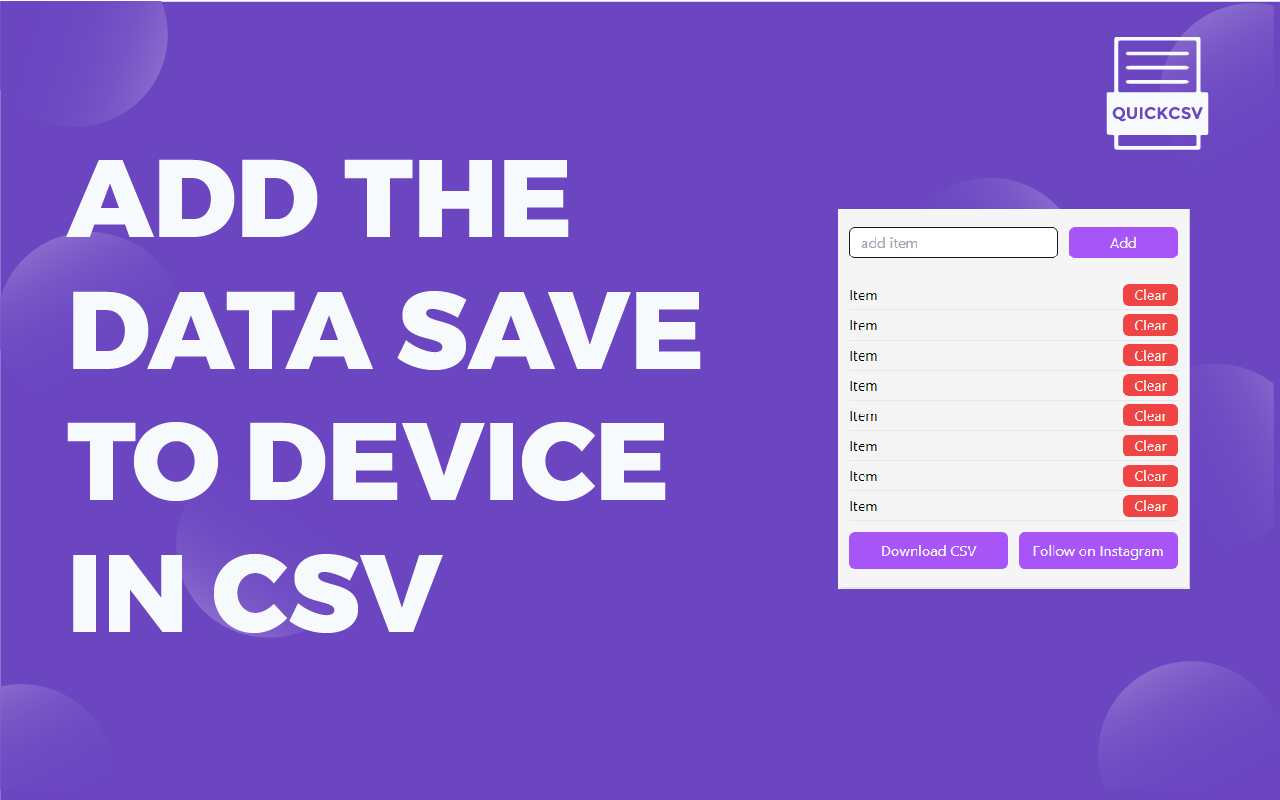 QUICKCSV
ADD THE
DATA SAVE
TO DEVICE
IN CSV
add item
Add
Item
Clear
Item
Clear
Item
Clear
Item
Clear
Item
Clear
Item
Clear
Item
Clear
Item
Clear
Download CSV
Follow on Instagram